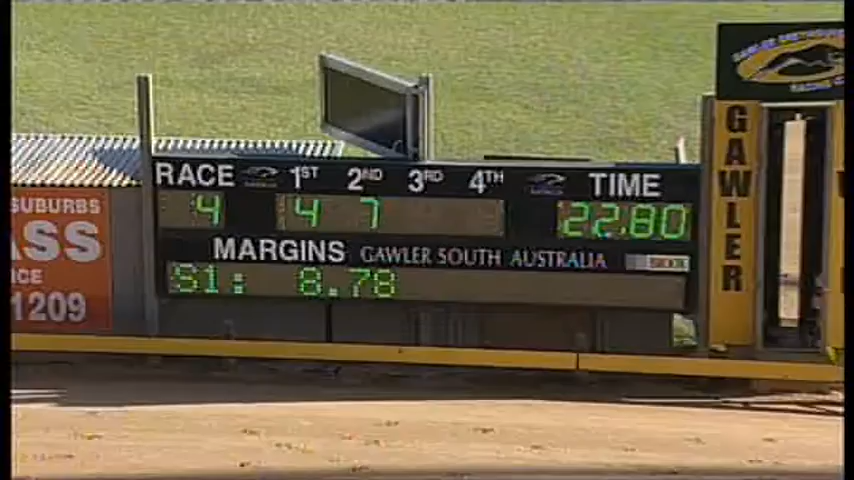 RACE 1ST 2ND 3RD 4TH TIME
4 4 7 22.80
MARGINS GAWLER SOUTH AUSTRALIA
S1: 8.78
GAWLER
SUBURBS
ASS
ICE
1209